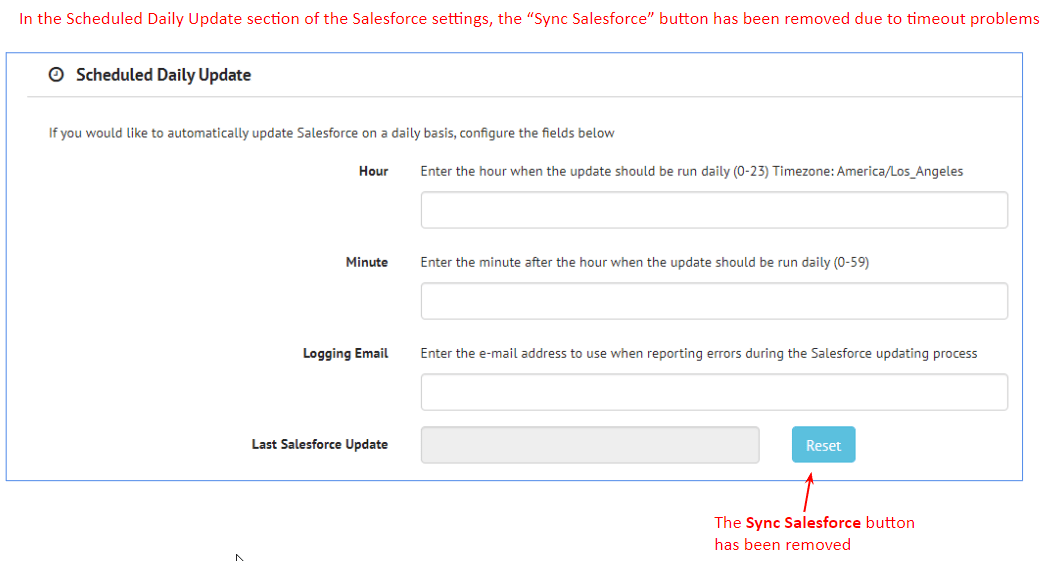 In the Scheduled Daily Update section of the Salesforce settings, the “Sync Salesforce” button has been removed due to timeout problems
Scheduled Daily Update
If you would like to automatically update Salesforce on a daily basis, configure the fields below
Hour Enter the hour when the update should be run daily (0-23) Timezone: America/Los_Angeles
Minute Enter the minute after the hour when the update should be run daily (0-59)
Logging Email Enter the e-mail address to use when reporting errors during the Salesforce updating process
Last Salesforce Update Reset
The Sync Salesforce button
has been removed